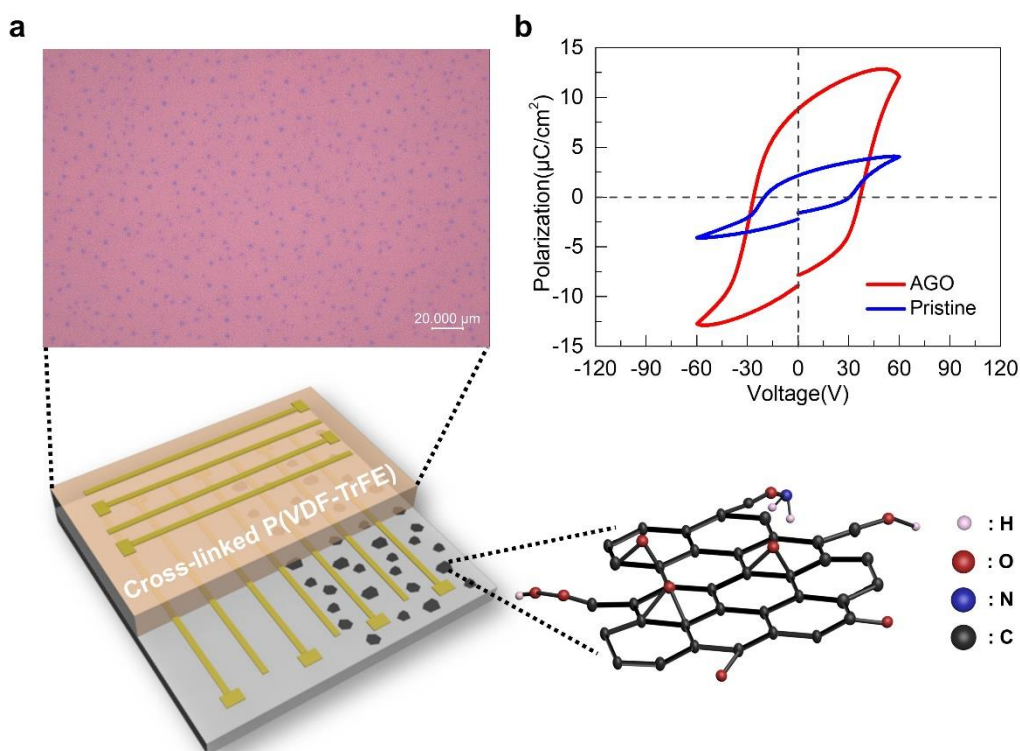 a
20.000 μm
Cross-linked P(VDF-TrFE)
b
Polarization(μC/cm²)
15
10
5
0
-5
-10
-15
-120 -90 -60 -30 0 30 60 90 120
Voltage(V)
AGO
Pristine
: H
: O
: N
: C